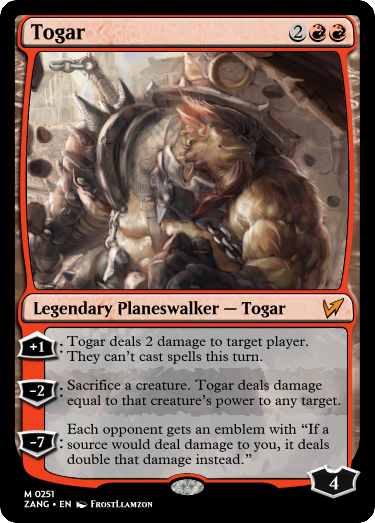 Togar 2
Legendary Planeswalker — Togar
+1: Togar deals 2 damage to target player.
They can't cast spells this turn.
-2: Sacrifice a creature. Togar deals damage
equal to that creature's power to any target.
Each opponent gets an emblem with "If a
-7: source would deal damage to you, it deals
double that damage instead."
4
M 0251
ZANG • EN FROSTLLAMZON